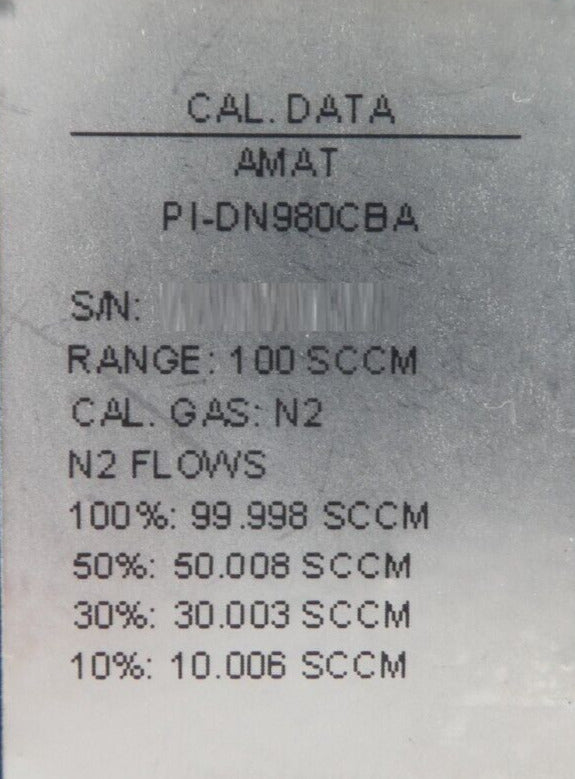 CAL. DATA
AMAT
PI-DN980CBA
S/N:
RANGE: 100 SCCM
CAL. GAS: N2
N2 FLOWS
100%: 99.998 SCCM
50%: 50.008 SCCM
30%: 30.003 SCCM
10%: 10.006 SCCM